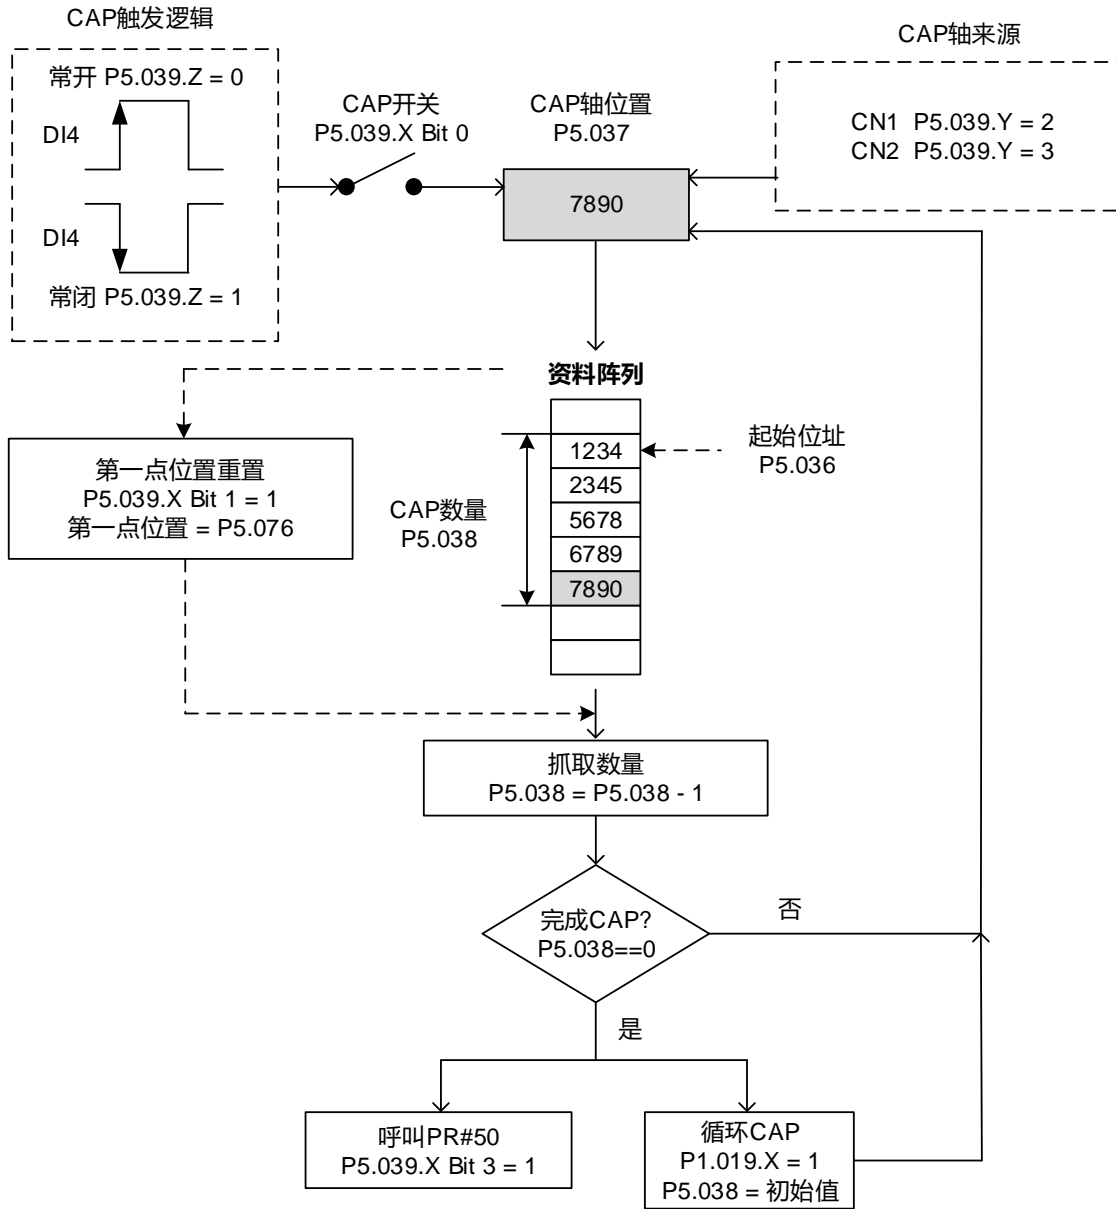 CAP触发逻辑
常开 P5.039.Z = 0
DI4
DI4
常闭 P5.039.Z = 1
CAP开关
P5.039.X Bit 0
CAP轴位置
P5.037
7890
CAP轴来源
CN1 P5.039.Y = 2
CN2 P5.039.Y = 3
资料阵列
1234
2345
5678
6789
7890
起始位址
P5.036
CAP数量
P5.038
第一点位置重置
P5.039.X Bit 1 = 1
第一点位置 = P5.076
抓取数量
P5.038 = P5.038 - 1
完成CAP?
P5.038==0
否
是
呼叫PR#50
P5.039.X Bit 3 = 1
循环CAP
P1.019.X = 1
P5.038 = 初始值